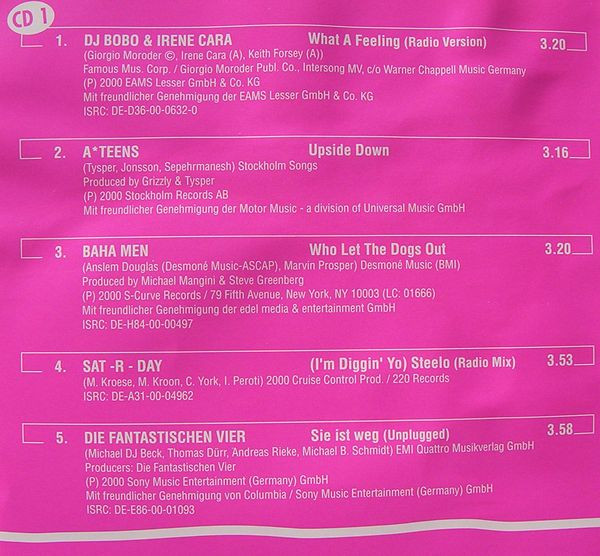 CD 1
1. DJ BOBO & IRENE CARA What A Feeling (Radio Version) 3.20
(Giorgio Moroder ©, Irene Cara (A), Keith Forsey (A))
Famous Mus. Corp. / Giorgio Moroder Publ. Co., Intersong MV, c/o Warner Chappell Music Germany
(P) 2000 EAMS Lesser GmbH & Co. KG
Mit freundlicher Genehmigung der EAMS Lesser GmbH & Co. KG
ISRC: DE-D36-00-0632-0
2. A*TEENS Upside Down 3.16
(Tysper, Jonsson, Sepehrmanesh) Stockholm Songs
Produced by Grizzly & Tysper
(P) 2000 Stockholm Records AB
Mit freundlicher Genehmigung der Motor Music - a division of Universal Music GmbH
3. BAHA MEN Who Let The Dogs Out 3.20
(Anslem Douglas (Desmoné Music-ASCAP), Marvin Prosper) Desmoné Music (BMI)
Produced by Michael Mangini & Steve Greenberg
(P) 2000 S-Curve Records / 79 Fifth Avenue, New York, NY 10003 (LC: 01666)
Mit freundlicher Genehmigung der edel media & entertainment GmbH
ISRC: DE-H84-00-00497
4. SAT -R - DAY (I'm Diggin' Yo) Steelo (Radio Mix) 3.53
(M. Kroese, M. Kroon, C. York, I. Peroti) 2000 Cruise Control Prod. / 220 Records
ISRC: DE-A31-00-04962
5. DIE FANTASTISCHEN VIER Sie ist weg (Unplugged) 3.58
(Michael DJ Beck, Thomas Dürr, Andreas Rieke, Michael B. Schmidt) EMI Quattro Musikverlag GmbH
Producers: Die Fantastischen Vier
(P) 2000 Sony Music Entertainment (Germany) GmbH
Mit freundlicher Genehmigung von Columbia / Sony Music Entertainment (Germany) GmbH
ISRC: DE-E86-00-01093